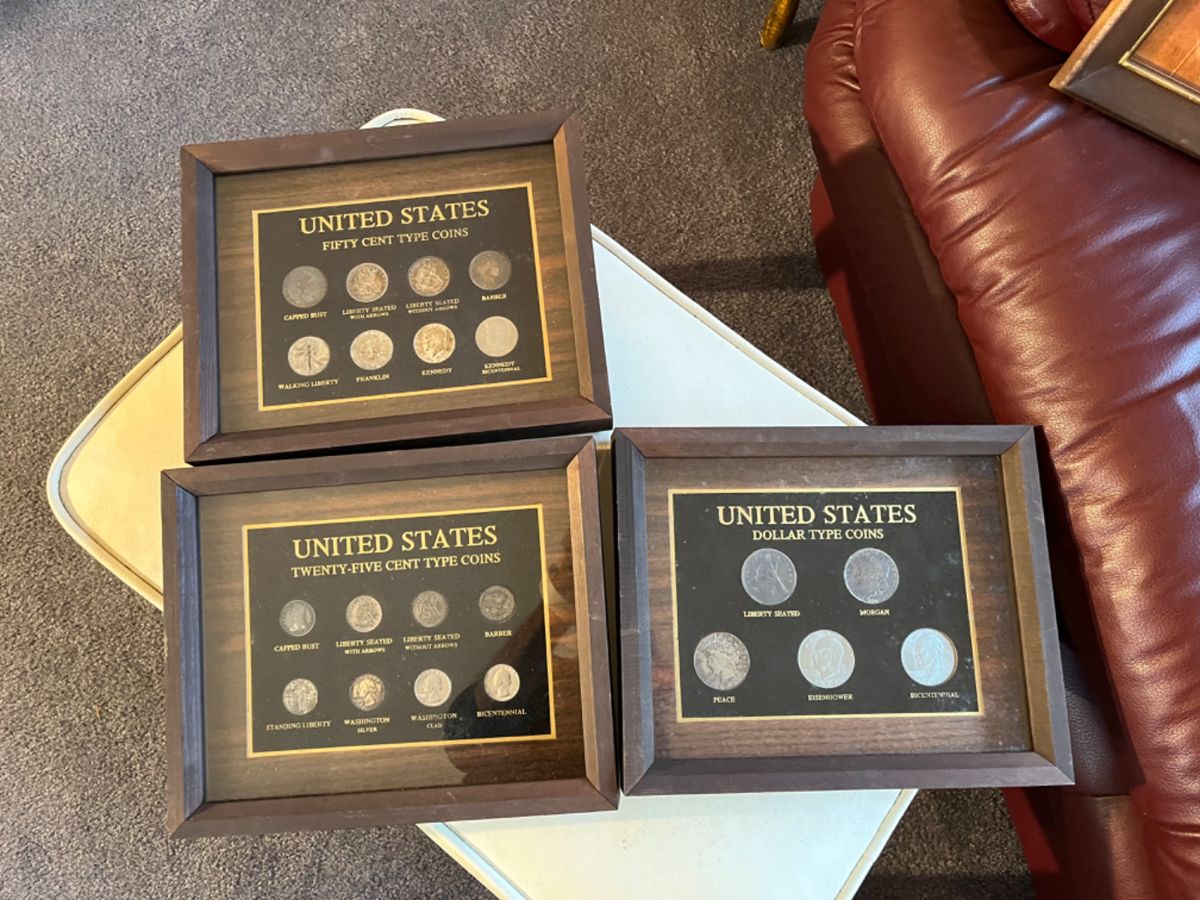 UNITED STATES
FIFTY CENT TYPE COINS
CAPPED BUST
LIBERTY SEATED
WITH ARROWS
LIBERTY SEATED
WITHOUT ARROWS
BARBER
WALKING LIBERTY
FRANKLIN
KENNEDY
KENNEDY
BICENTENNIAL
UNITED STATES
TWENTY-FIVE CENT TYPE COINS
CAPPED BUST
LIBERTY SEATED
WITH ARROWS
LIBERTY SEATED
WITHOUT ARROWS
BARBER
STANDING LIBERTY
WASHINGTON
SILVER
WASHINGTON
CLAD
BICENTENNIAL
UNITED STATES
DOLLAR TYPE COINS
LIBERTY SEATED
MORGAN
PEACE
EISENHOWER
BICENTENNIAL